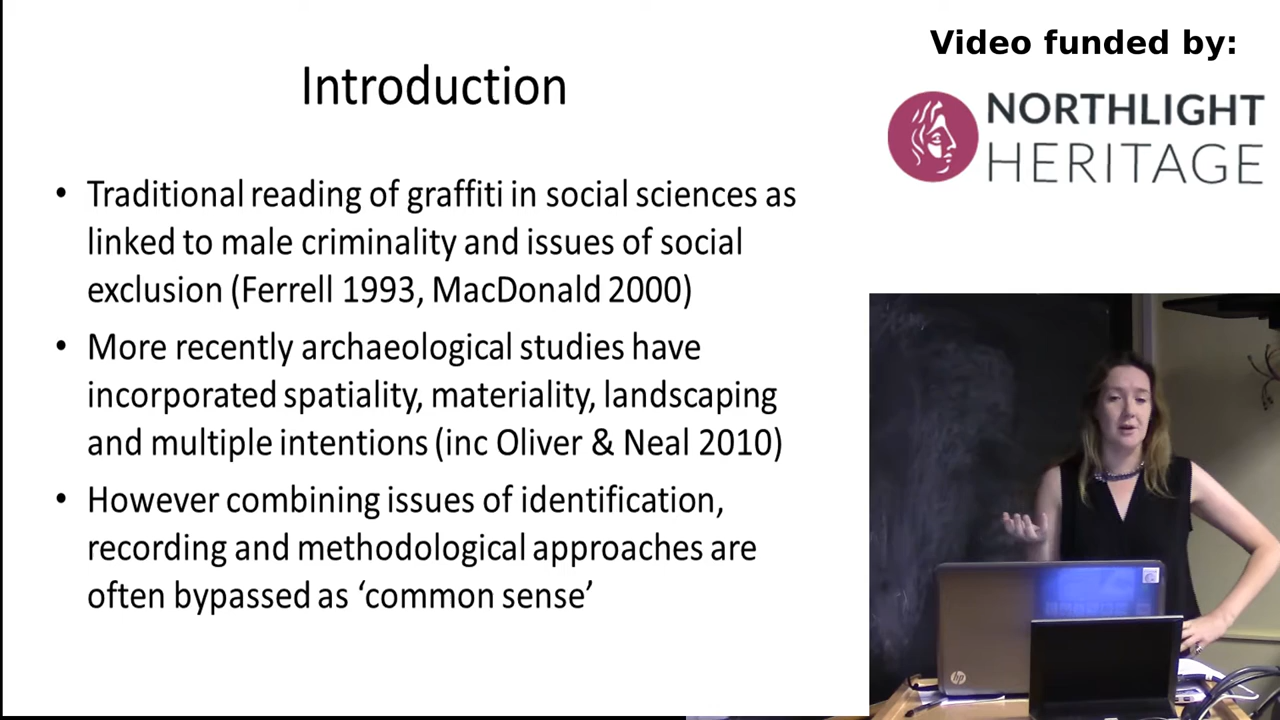 Introduction
• Traditional reading of graffiti in social sciences as
linked to male criminality and issues of social
exclusion (Ferrell 1993, MacDonald 2000)
• More recently archaeological studies have
incorporated spatiality, materiality, landscaping
and multiple intentions (inc Oliver & Neal 2010)
• However combining issues of identification,
recording and methodological approaches are
often bypassed as ‘common sense’
Video funded by:
NORTHLIGHT
HERITAGE
hp